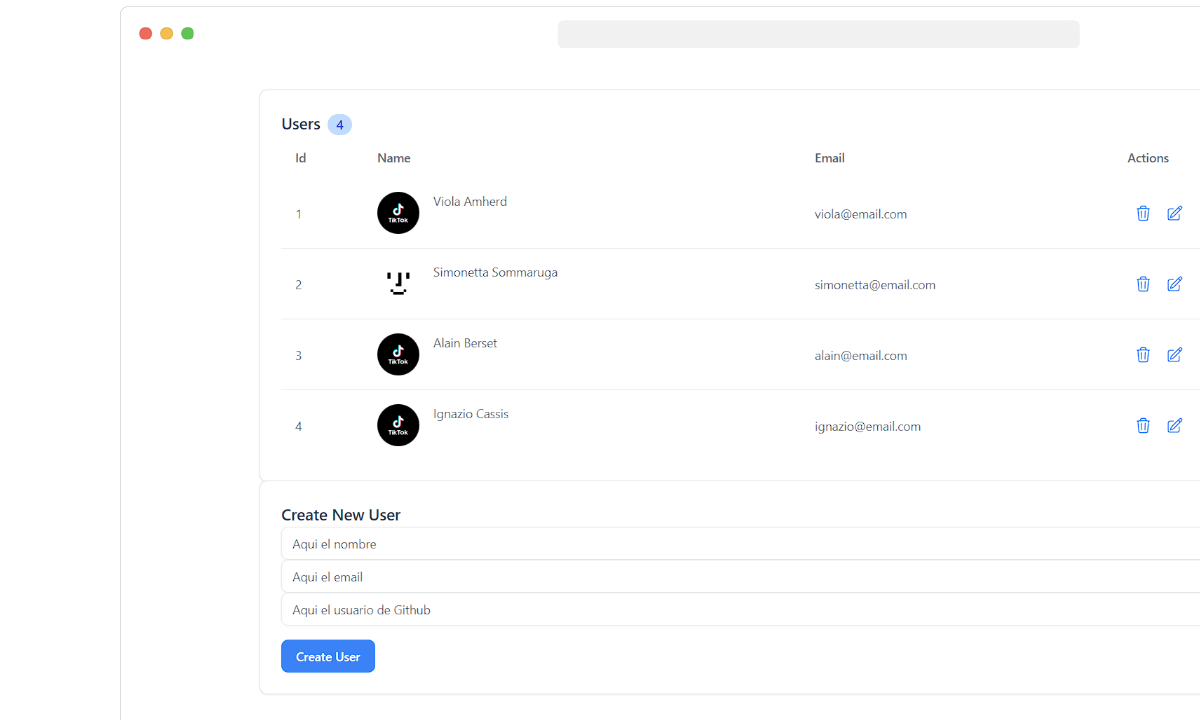 Users 4
Id Name Email Actions
1 TikTok Viola Amherd viola@email.com
2 Simonetta Sommaruga simonetta@email.com
3 TikTok Alain Berset alain@email.com
4 TikTok Ignazio Cassis ignazio@email.com
Create New User
Aqui el nombre
Aqui el email
Aqui el usuario de Github
Create User